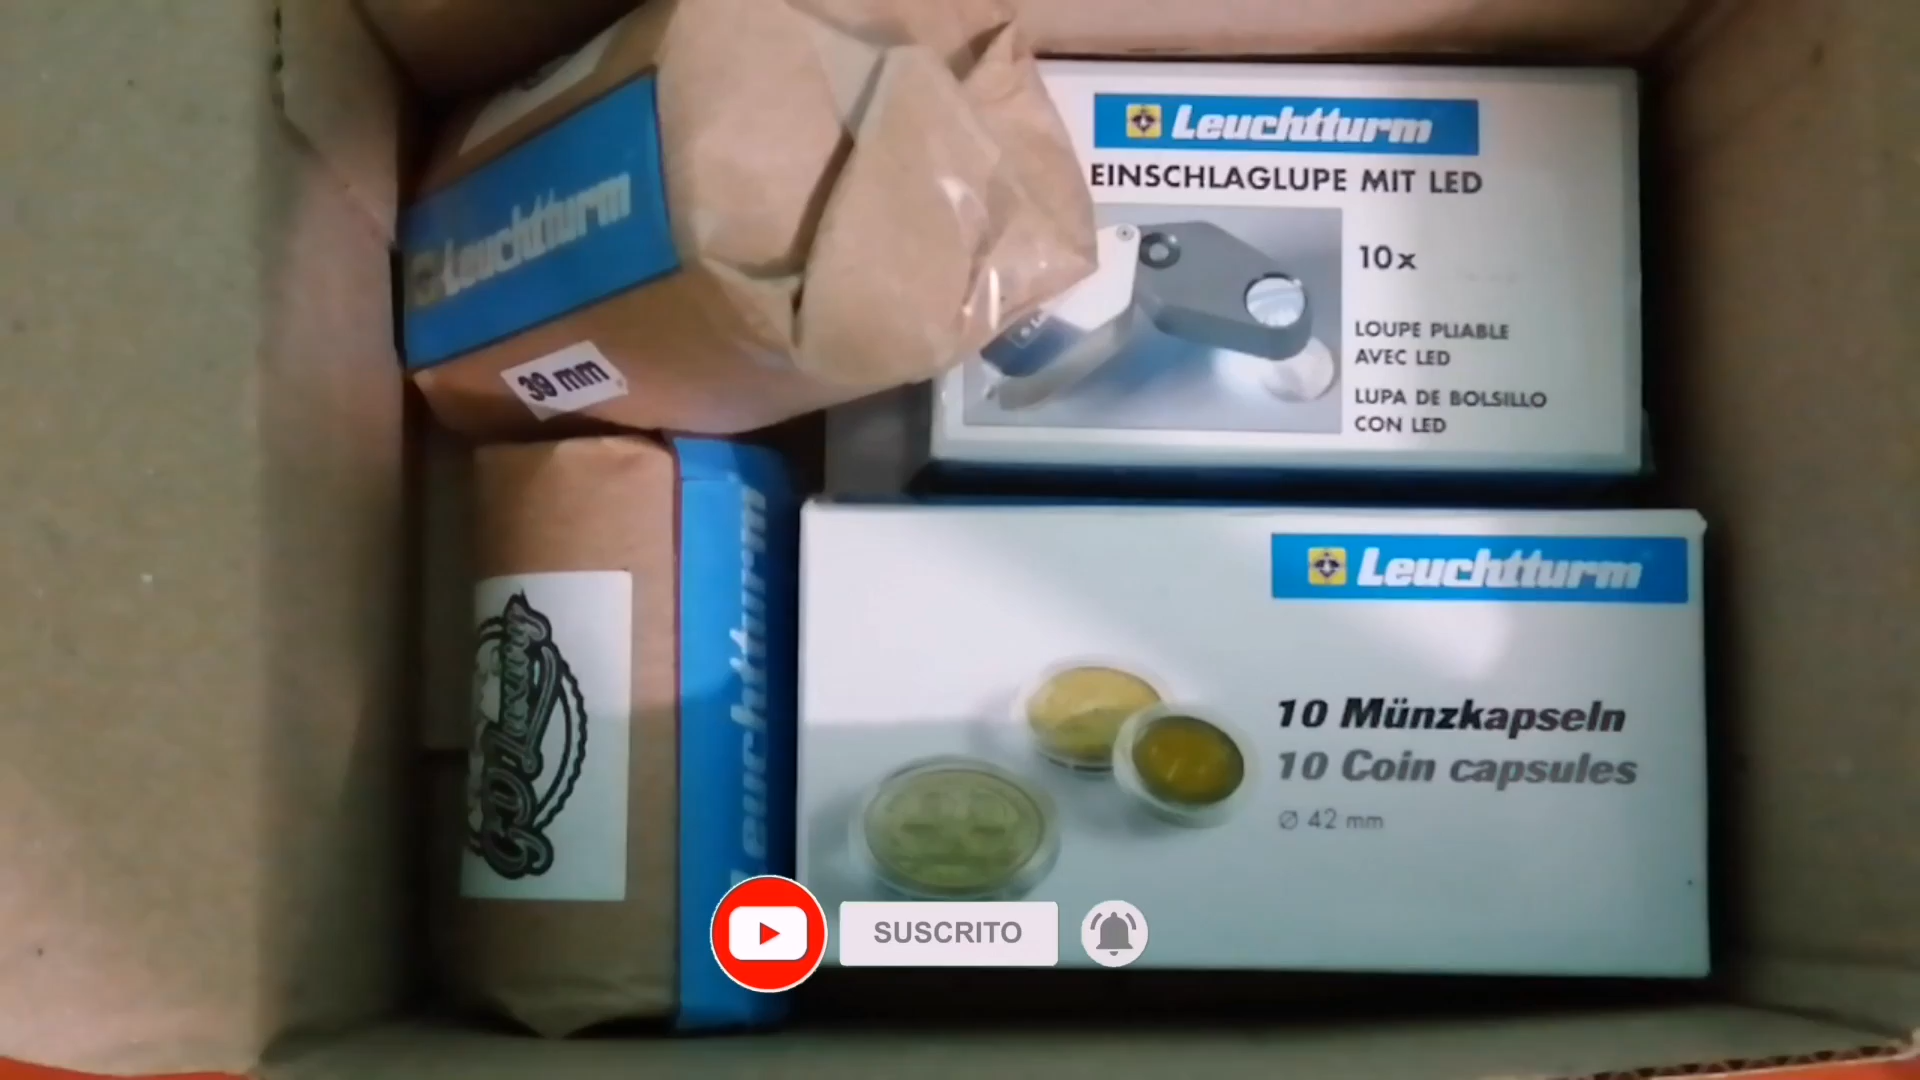 Leuchtturm
39 mm
Leuchtturm
EINSCHLAGLUPE MIT LED
10x
LOUPE PLIABLE
AVEC LED
LUPA DE BOLSILLO
CON LED
Leuchtturm
Leuchtturm
10 Münzkapseln
10 Coin capsules
Ø 42 mm
SUSCRITO